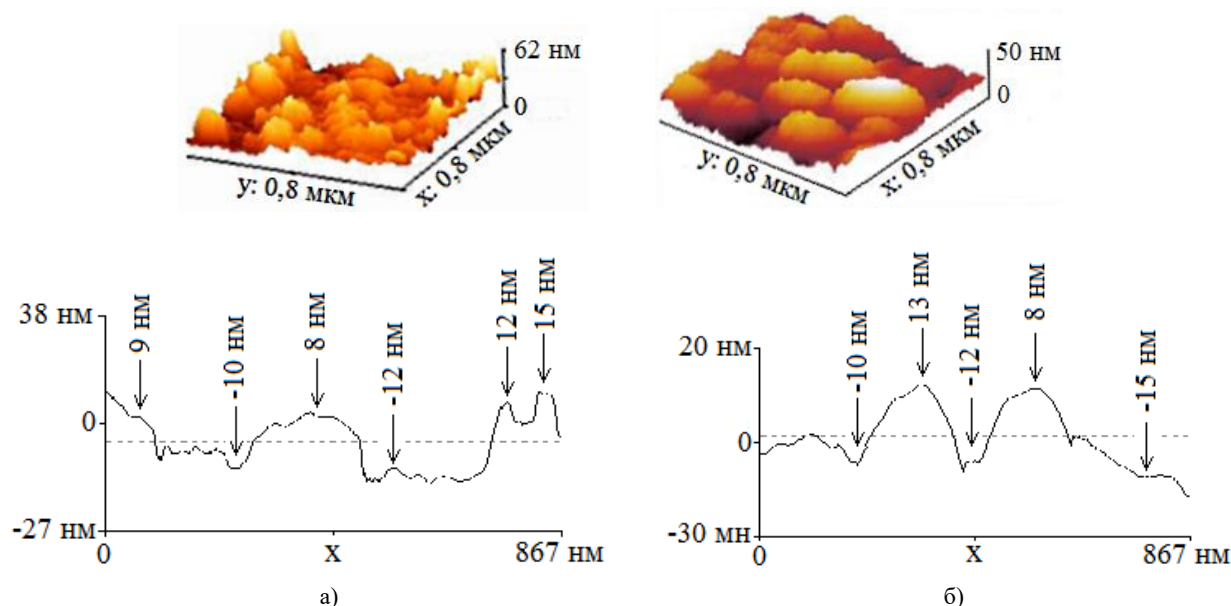 62 нм
0
y: 0,8 мкм
x: 0,8 мкм
50 нм
0
y: 0,8 мкм
x: 0,8 мкм
38 нм
0
-27 нм
9 нм
-10 нм
8 нм
-12 нм
12 нм
15 нм
0
x
867 нм
а)
20 нм
0
-30 мн
-10 нм
13 нм
-12 нм
8 нм
-15 нм
0
x
867 нм
б)